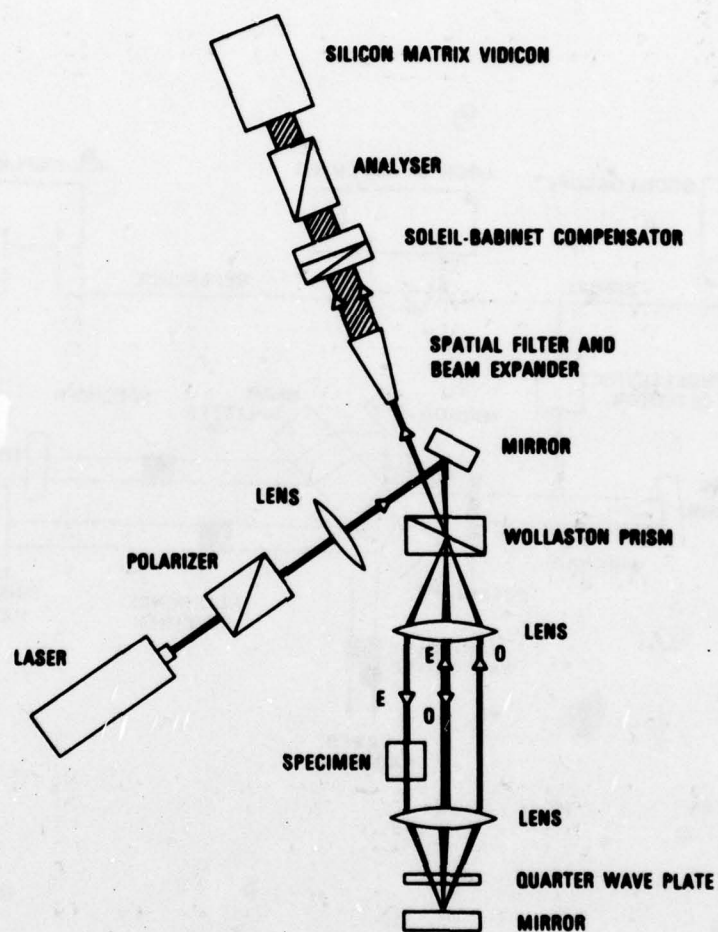 SILICON MATRIX VIDICON
ANALYSER
SOLEIL-BABINET COMPENSATOR
SPATIAL FILTER AND
BEAM EXPANDER
MIRROR
LENS
WOLLASTON PRISM
POLARIZER
LENS
LASER
E
O
E
O
SPECIMEN
LENS
QUARTER WAVE PLATE
MIRROR